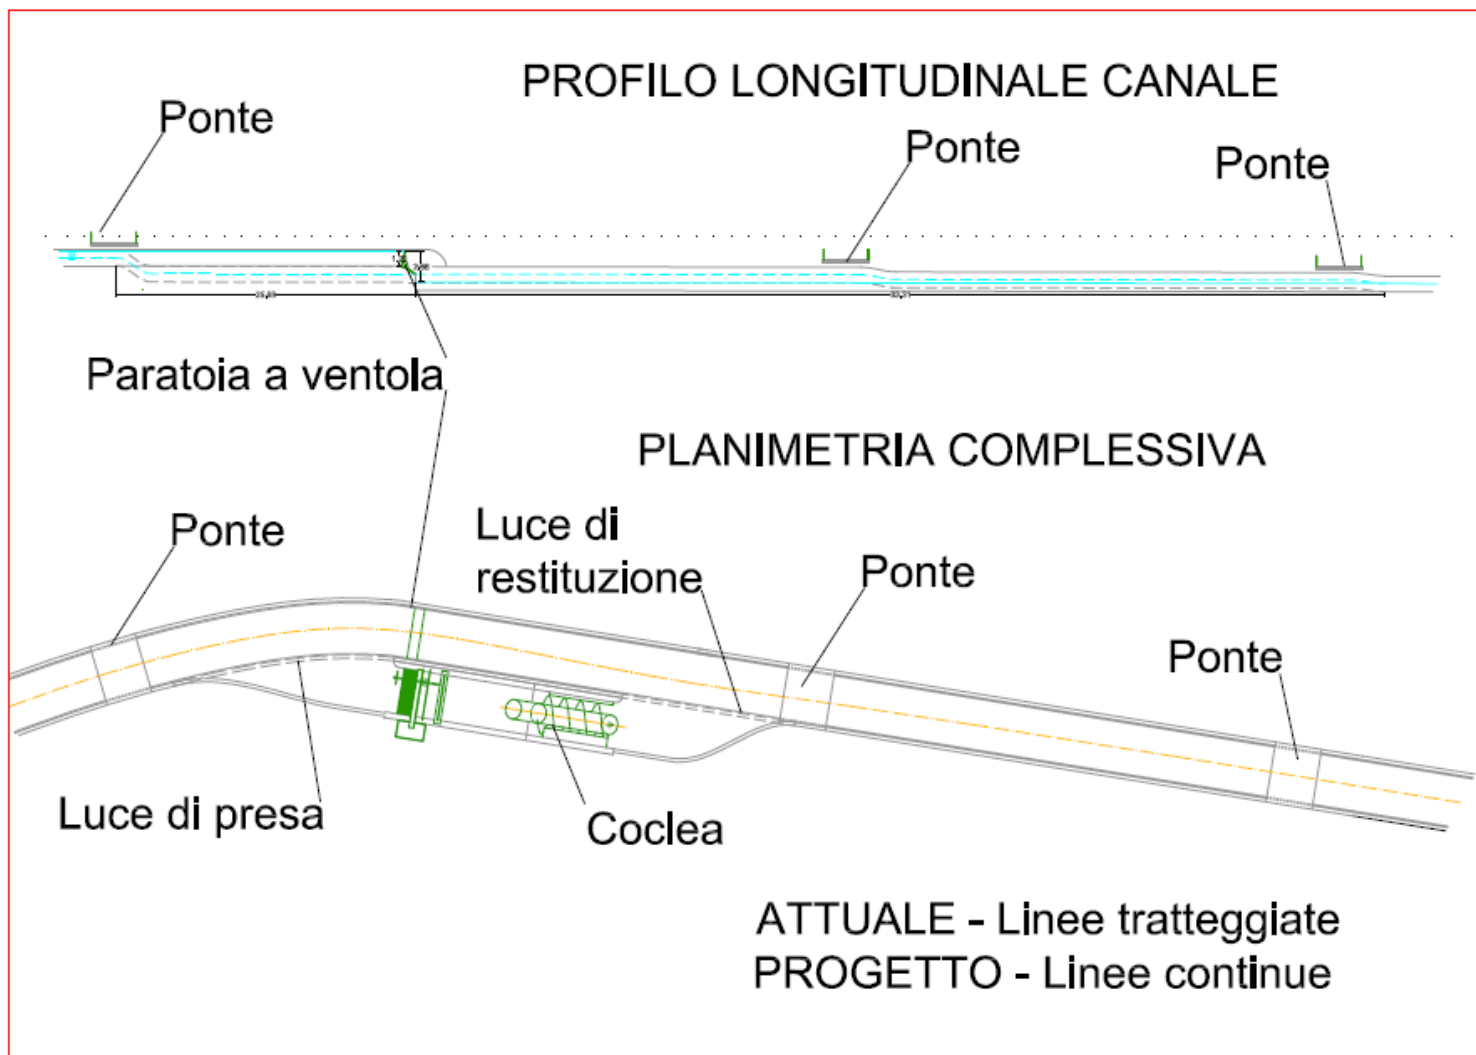 PROFILO LONGITUDINALE CANALE
Ponte
Ponte
Ponte
Paratoia a ventola
PLANIMETRIA COMPLESSIVA
Ponte
Luce di
restituzione
Ponte
Ponte
Luce di presa
Coclea
ATTUALE - Linee tratteggiate
PROGETTO - Linee continue